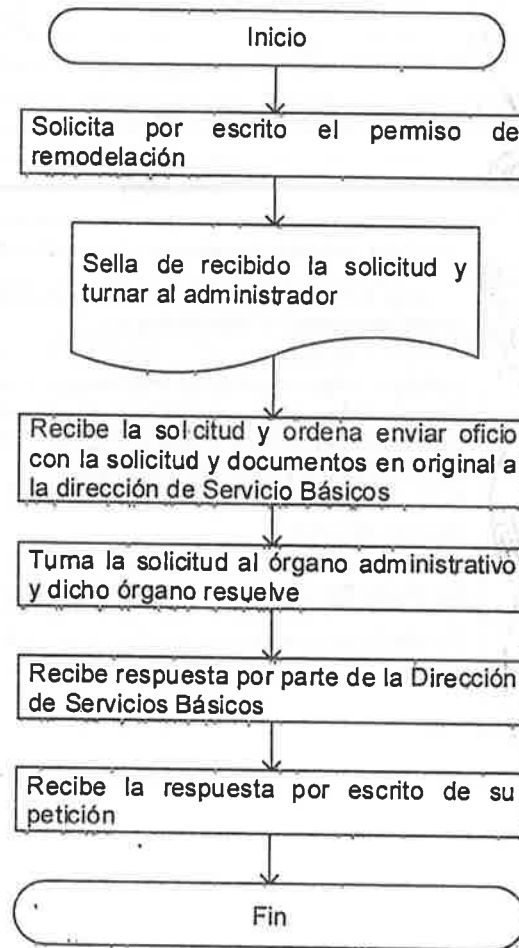 Inicio
Solicita por escrito el permiso de
remodelación
Sella de recibido la solicitud y
turnar al administrador
Recibe la solcitud y ordena enviar oficio
con la solicitud y documentos en original a
la dirección de Servicio Básicos
Turna la solicitud al órgano administrativo
y dicho órgano resuelve
Recibe respuesta por parte de la Dirección
de Servicios Básicos
Recibe la respuesta por escrito de su
petición
Fin